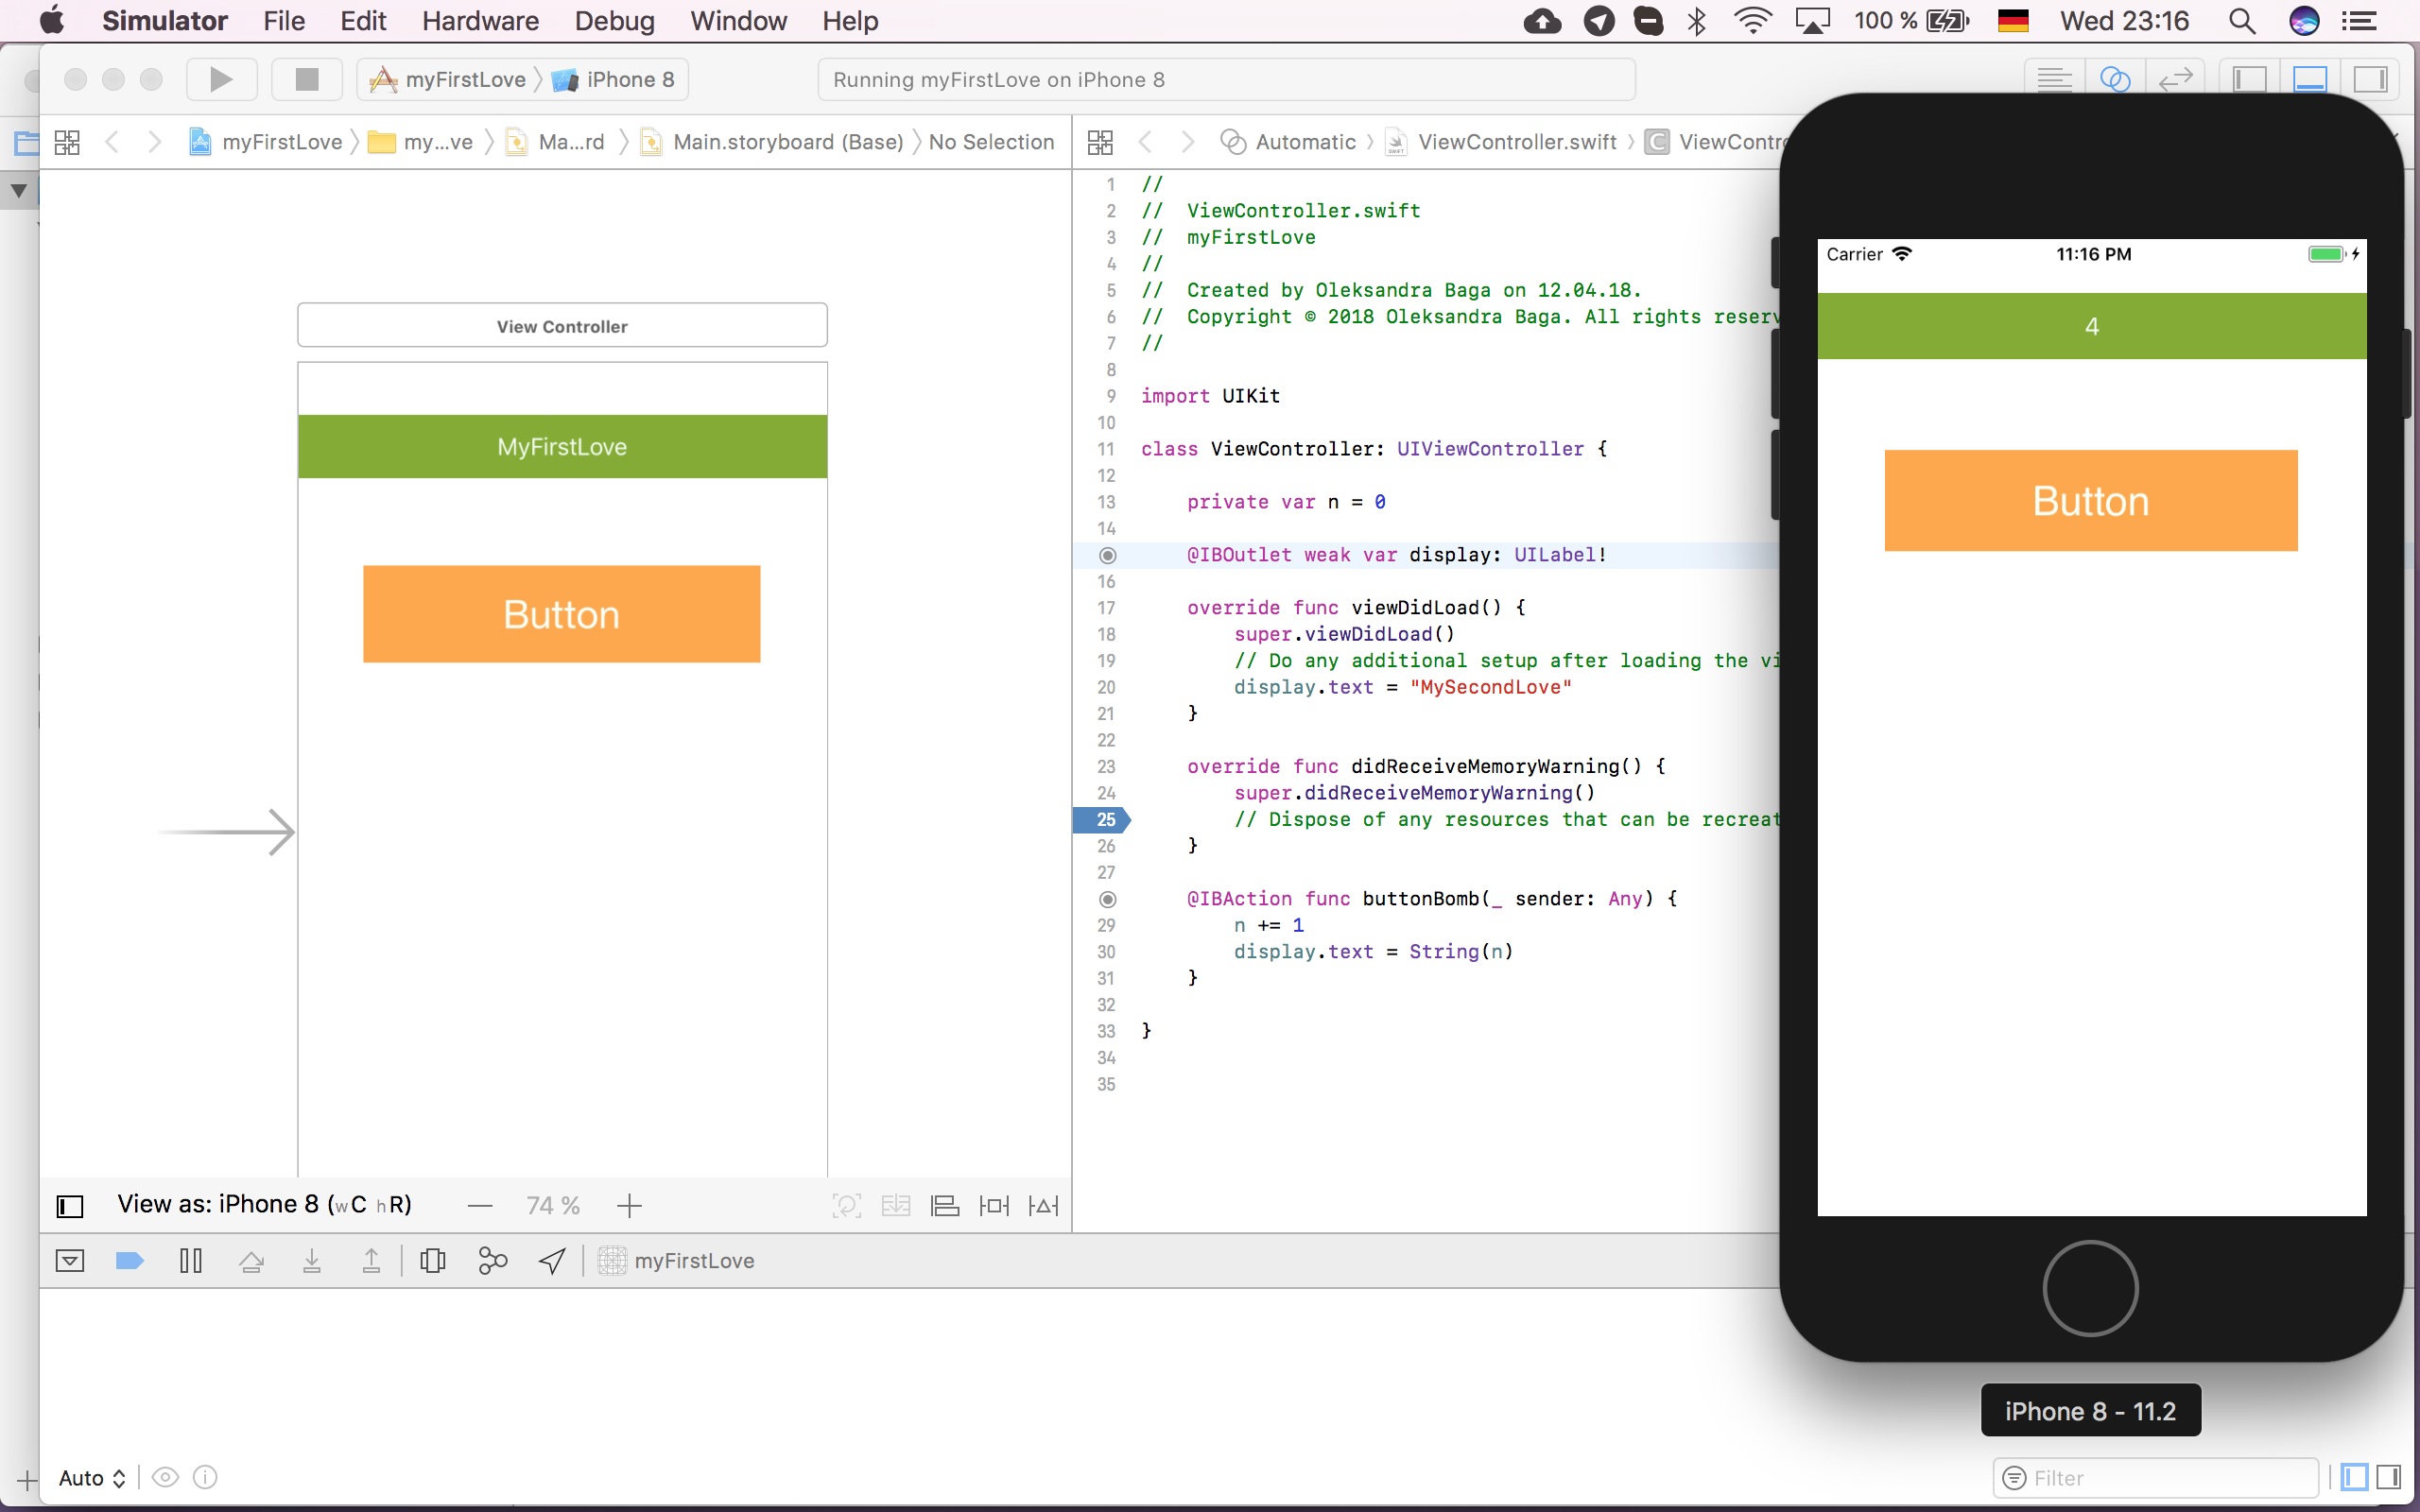 Simulator File Edit Hardware Debug Window Help 100 % Wed 23:16
myFirstLove iPhone 8 Running myFirstLove on iPhone 8
myFirstLove my...ve Ma...rd Main.storyboard (Base) No Selection
Automatic ViewController.swift C ViewContro
View Controller
MyFirstLove
Button
1 //
2 // ViewController.swift
3 // myFirstLove
4 //
5 // Created by Oleksandra Baga on 12.04.18.
6 // Copyright © 2018 Oleksandra Baga. All rights reserv
7 //
8
9 import UIKit
10
11 class ViewController: UIViewController {
12
13 private var n = 0
14
@IBOutlet weak var display: UILabel!
16
17 override func viewDidLoad() {
18 super.viewDidLoad()
19 // Do any additional setup after loading the vi
20 display.text = "MySecondLove"
21 }
22
23 override func didReceiveMemoryWarning() {
24 super.didReceiveMemoryWarning()
25 // Dispose of any resources that can be recreat
26 }
27
@IBAction func buttonBomb(_ sender: Any) {
29 n += 1
30 display.text = String(n)
31 }
32
33 }
34
35
Carrier 11:16 PM
4
Button
iPhone 8 - 11.2
View as: iPhone 8 (wC hR) 74 %
myFirstLove
Auto
Filter